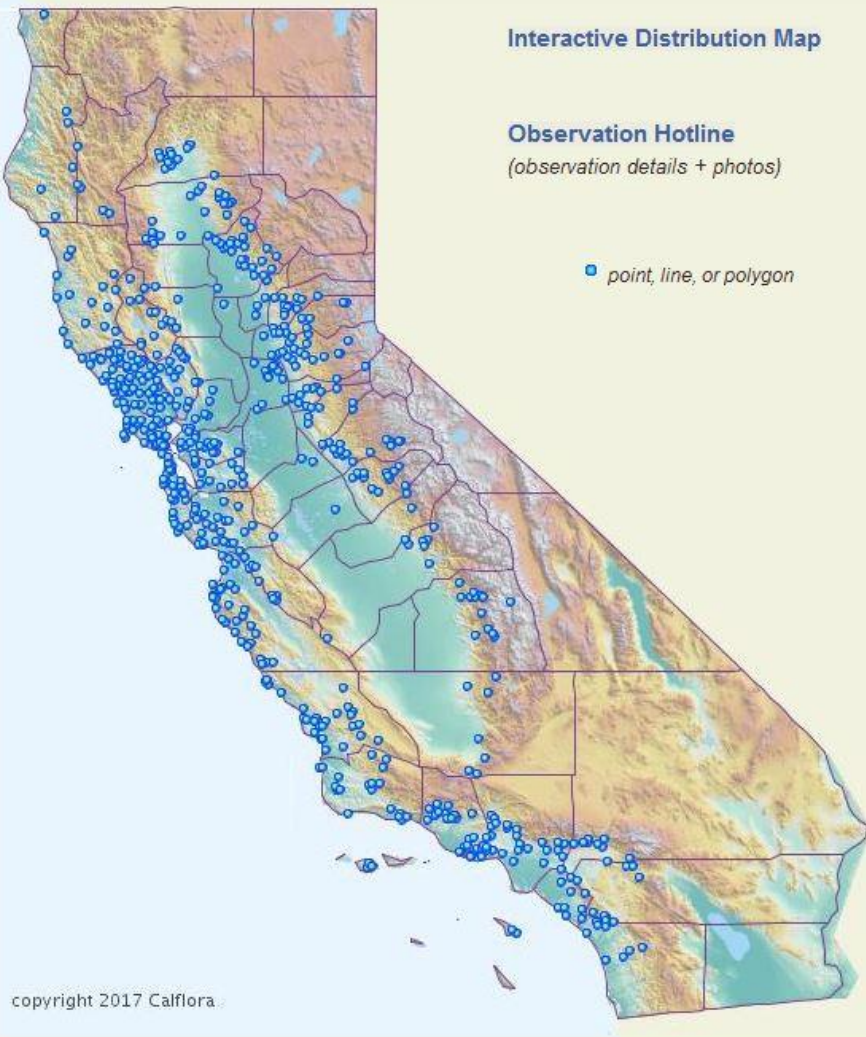 Interactive Distribution Map
Observation Hotline
(observation details + photos)
point, line, or polygon
copyright 2017 Calflora